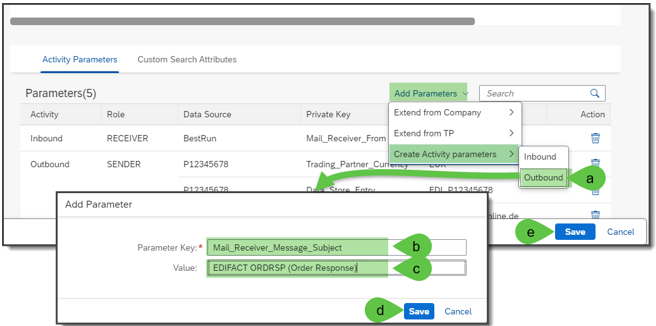 Activity Parameters Custom Search Attributes
Parameters(5) Add Parameters Search
Activity Role Data Source Private Key Action
Extend from Company
Inbound RECEIVER BestRun Mail_Receiver_From
Extend from TP
Create Activity parameters
Inbound
Outbound SENDER P12345678 Trading_Partner_Currency EUR
Outbound a
P12345678 Data_Store_Entry EDI_P12345678
Add Parameter
e Save Cancel
Parameter Key: * Mail_Receiver_Message_Subject b
Value: EDIFACT ORDRSP (Order Response) c
d Save Cancel